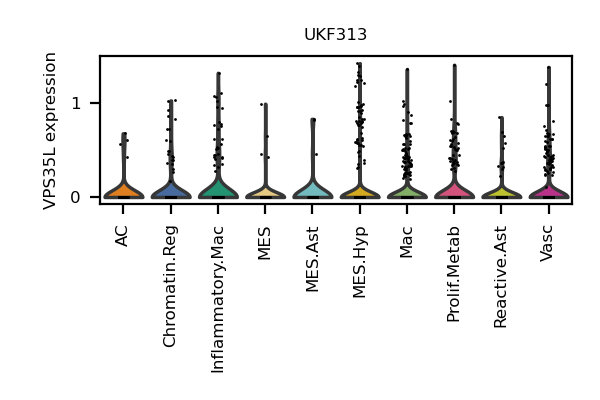 UKF313
VPS35L expression
1
0
AC
Chromatin.Reg
Inflammatory.Mac
MES
MES.Ast
MES.Hyp
Mac
Prolif.Metab
Reactive.Ast
Vasc